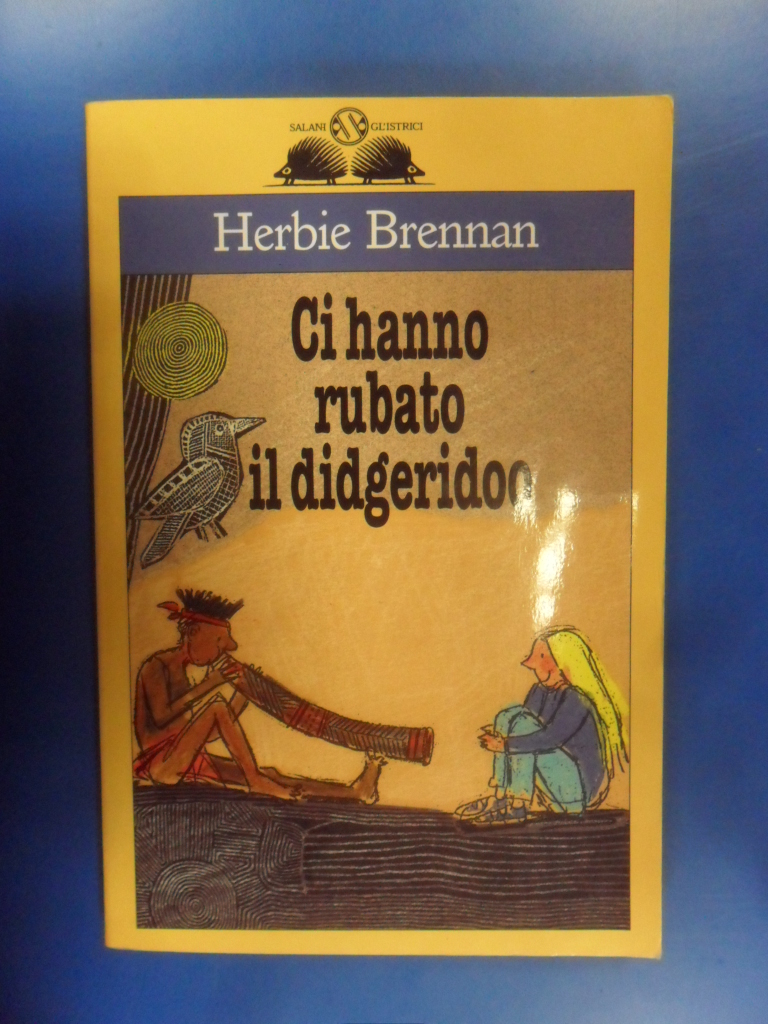 SALANI GL'ISTRICI
Herbie Brennan
Ci hanno
rubato
il didgeridoo